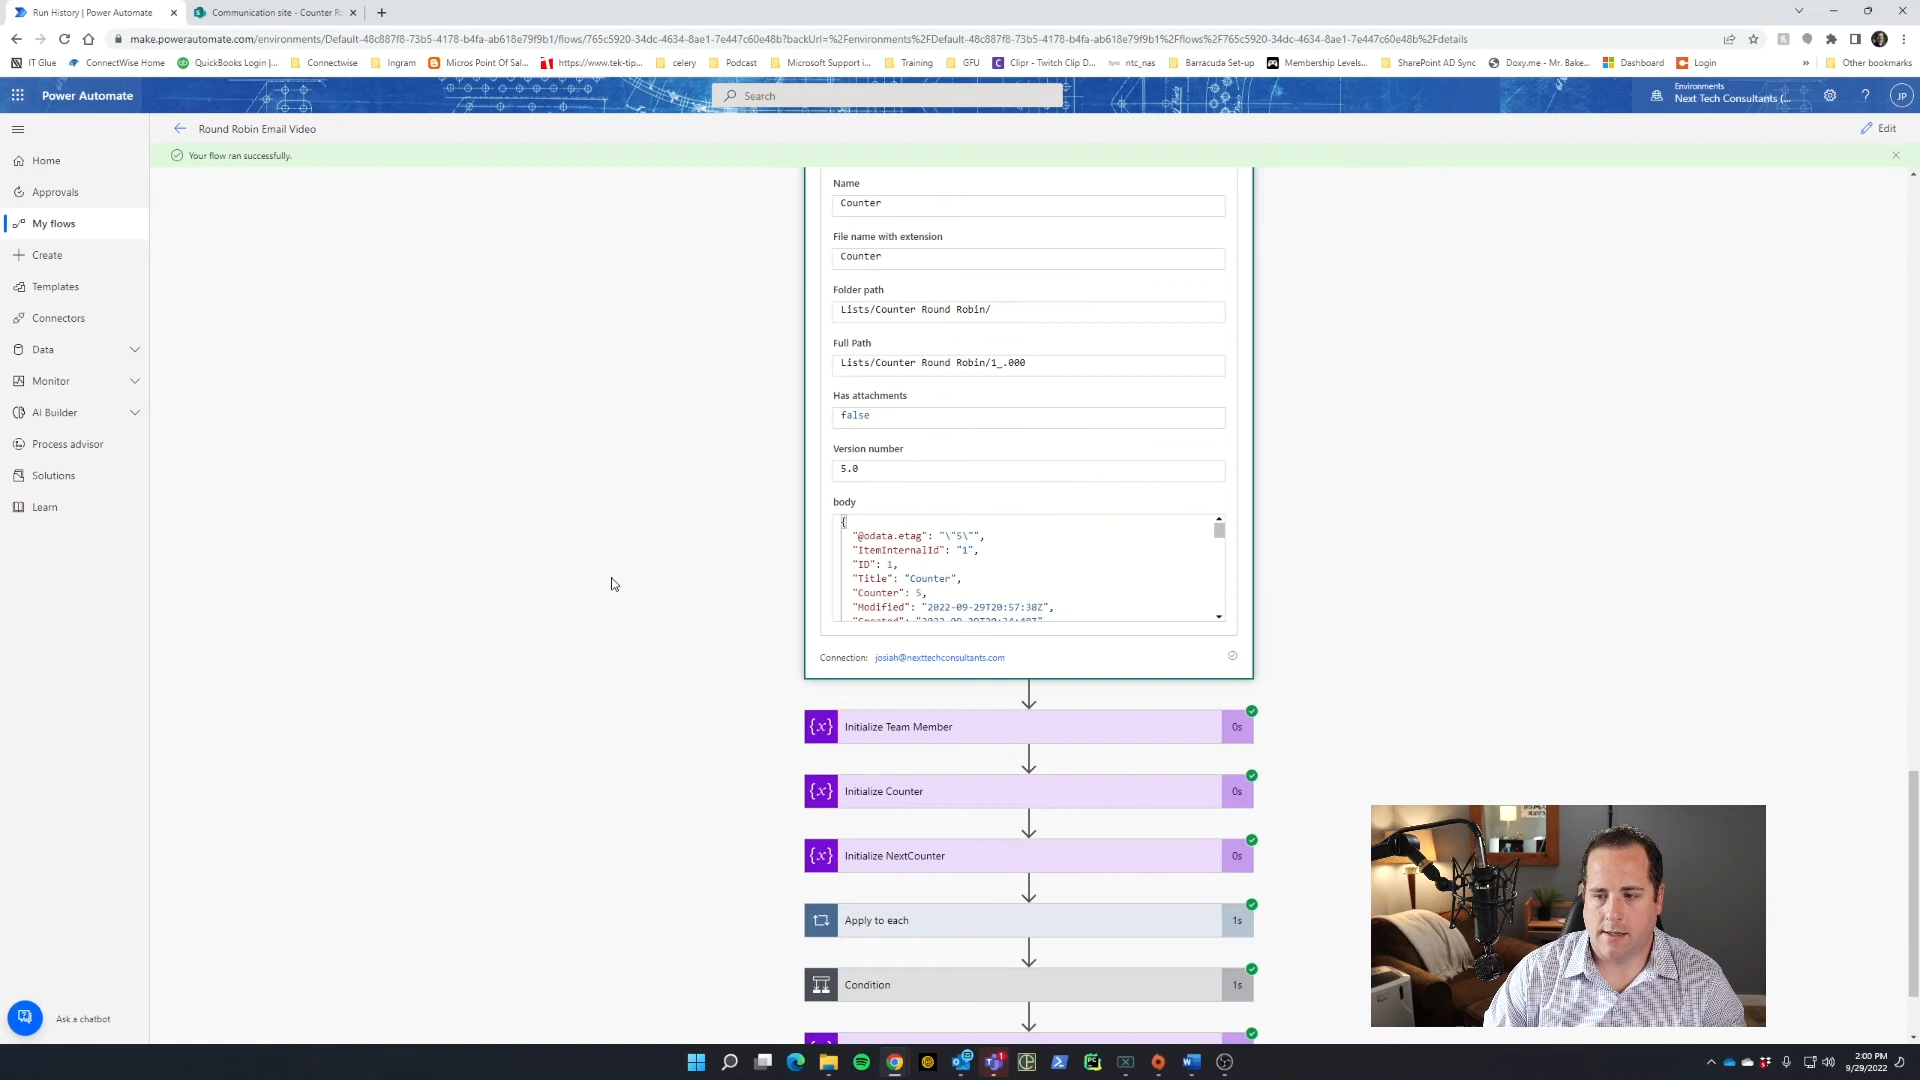 Run History | Power Automate
Communication site - Counter Ro
make.powerautomate.com/environments/Default-48c887f8-73b5-4178-b4fa-ab618e79f9b1/flows/765c5920-34dc-4634-8ae1-7e447c60e48b?backUrl=%2Fenvironments%2FDefault-48c887f8-73b5-4178-b4fa-ab618e79f9b1%2Fflows%2F765c5920-34dc-4634-8ae1-7e447c60e48b%2Fdetails
IT Glue
ConnectWise Home
QuickBooks Login |...
Connectwise
Ingram
Micros Point Of Sal...
https://www.tek-tip...
celery
Podcast
Microsoft Support i...
Training
GFU
Clipr - Twitch Clip D...
ntc_nas
Barracuda Set-up
Membership Levels...
SharePoint AD Sync
Doxy.me - Mr. Bake...
Dashboard
Login
»
Other bookmarks
Power Automate
Search
Environments
Next Tech Consultants (...
JP
Round Robin Email Video
Edit
Your flow ran successfully.
Home
Approvals
My flows
Create
Templates
Connectors
Data
Monitor
AI Builder
Process advisor
Solutions
Learn
Ask a chatbot
Name
Counter
File name with extension
Counter
Folder path
Lists/Counter Round Robin/
Full Path
Lists/Counter Round Robin/1_.000
Has attachments
false
Version number
5.0
body
{
"@odata.etag": "\"5\"",
"ItemInternalId": "1",
"ID": 1,
"Title": "Counter",
"Counter": 5,
"Modified": "2022-09-29T20:57:38Z",
Connection: josiah@nexttechconsultants.com
Initialize Team Member
0s
Initialize Counter
0s
Initialize NextCounter
0s
Apply to each
1s
Condition
1s
2:00 PM
9/29/2022